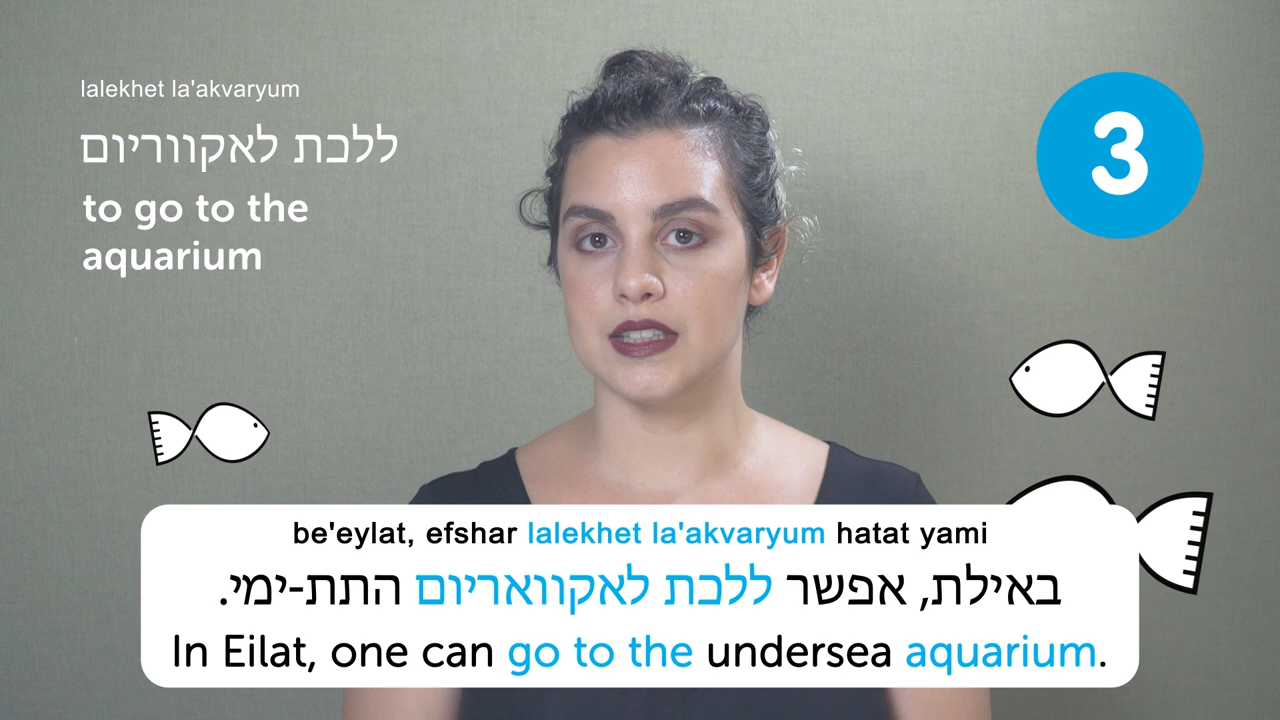 lalekhet la'akvaryum
ללכת לאקווריום
to go to the
aquarium
3
be'eylat, efshar lalekhet la'akvaryum hatat yami
באילת, אפשר ללכת לאקוואריום התת-ימי.
In Eilat, one can go to the undersea aquarium.